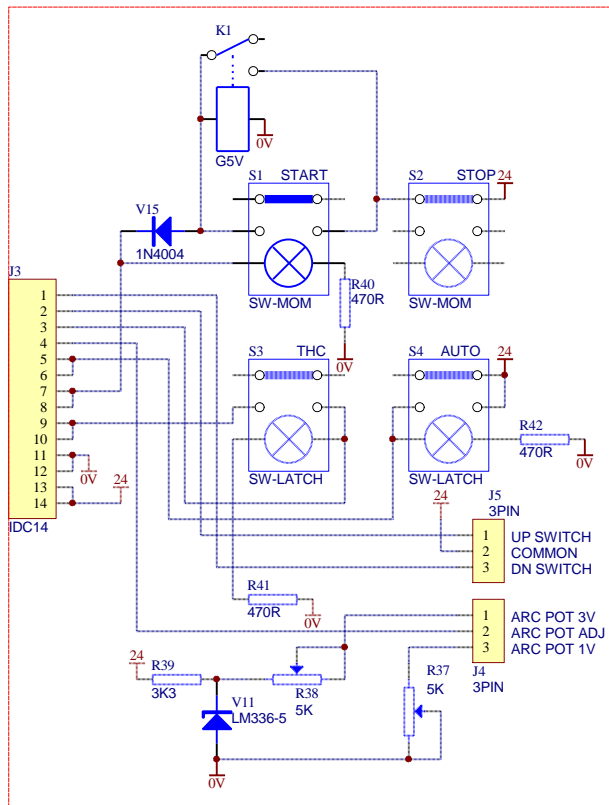 K1
0V
G5V
S1 START
S2 STOP
24
V15
1N4004
SW-MOM
SW-MOM
R40
470R
0V
J3
1
2
3
4
5
6
7
8
9
10
11
12
13
14
IDC14
0V
24
S3 THC
SW-LATCH
S4 AUTO
24
SW-LATCH
R42
470R
0V
24
J5
3PIN
1 UP SWITCH
2 COMMON
3 DN SWITCH
R41
470R
0V
1 ARC POT 3V
2 ARC POT ADJ
3 ARC POT 1V
J4
3PIN
24
R39
3K3
R38
5K
R37
5K
V11
LM336-5
0V